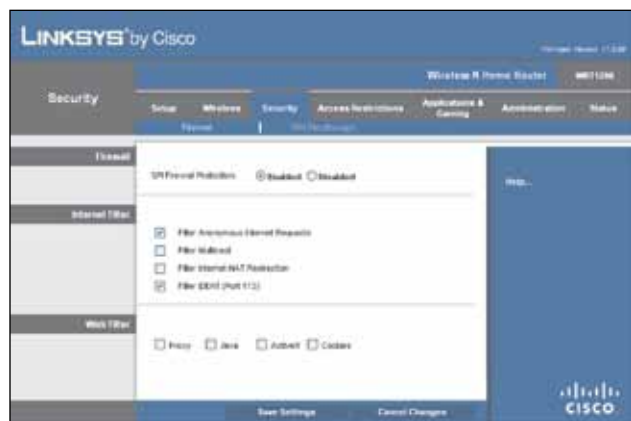 LINKSYS by Cisco
Wireless-N Home Router
Security
Setup Wireless Security Access Restrictions Applications & Gaming Administration Status
Firewall
Firewall
SPI Firewall Protection: Enabled Disabled
Help...
Internet Filter
Filter Anonymous Internet Requests
Filter Multicast
Filter Internet NAT Redirection
Filter IDENT (Port 113)
Web Filter
Proxy Java ActiveX Cookies
Save Settings Cancel Changes
CISCO